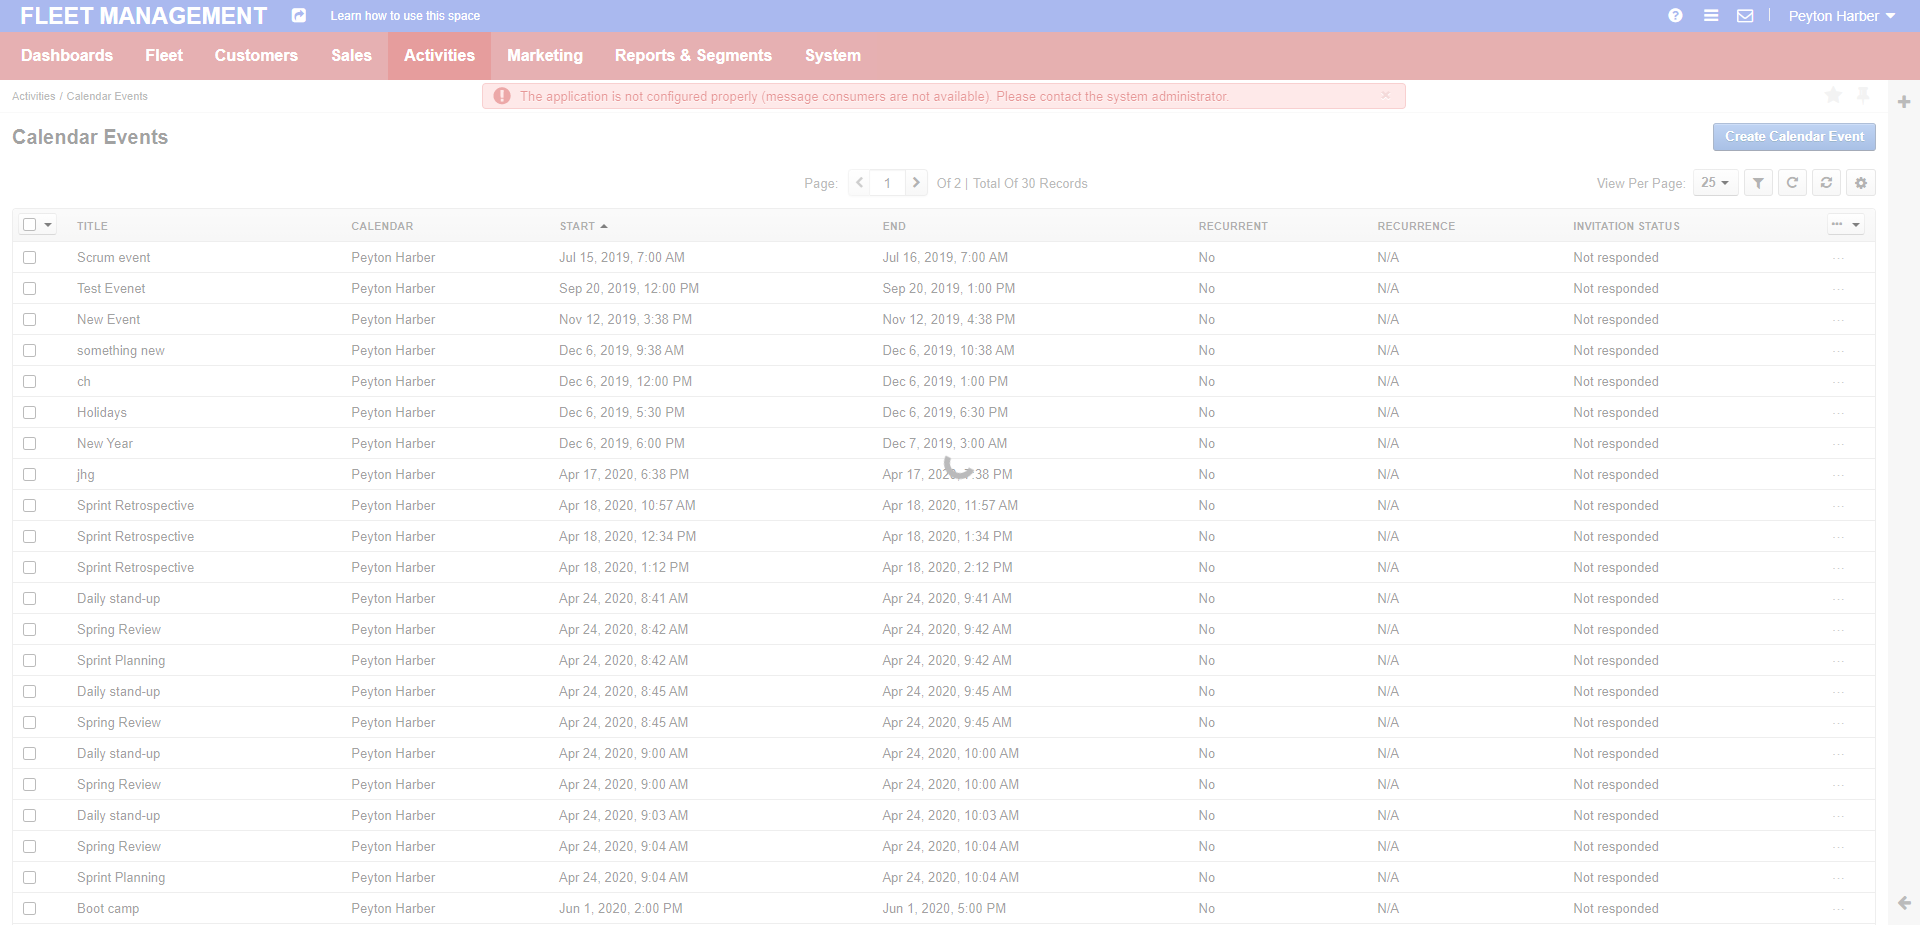 FLEET MANAGEMENT Learn how to use this space Peyton Harber
Dashboards Fleet Customers Sales Activities Marketing Reports & Segments System
Activities / Calendar Events
The application is not configured properly (message consumers are not available). Please contact the system administrator.
Calendar Events
Create Calendar Event
Page: 1 Of 2 | Total Of 30 Records View Per Page: 25
TITLE CALENDAR START END RECURRENT RECURRENCE INVITATION STATUS
Scrum event Peyton Harber Jul 15, 2019, 7:00 AM Jul 16, 2019, 7:00 AM No N/A Not responded
Test Evenet Peyton Harber Sep 20, 2019, 12:00 PM Sep 20, 2019, 1:00 PM No N/A Not responded
New Event Peyton Harber Nov 12, 2019, 3:38 PM Nov 12, 2019, 4:38 PM No N/A Not responded
something new Peyton Harber Dec 6, 2019, 9:38 AM Dec 6, 2019, 10:38 AM No N/A Not responded
ch Peyton Harber Dec 6, 2019, 12:00 PM Dec 6, 2019, 1:00 PM No N/A Not responded
Holidays Peyton Harber Dec 6, 2019, 5:30 PM Dec 6, 2019, 6:30 PM No N/A Not responded
New Year Peyton Harber Dec 6, 2019, 6:00 PM Dec 7, 2019, 3:00 AM No N/A Not responded
jhg Peyton Harber Apr 17, 2020, 6:38 PM Apr 17, PM No N/A Not responded
Sprint Retrospective Peyton Harber Apr 18, 2020, 10:57 AM Apr 18, 2020, 11:57 AM No N/A Not responded
Sprint Retrospective Peyton Harber Apr 18, 2020, 12:34 PM Apr 18, 2020, 1:34 PM No N/A Not responded
Sprint Retrospective Peyton Harber Apr 18, 2020, 1:12 PM Apr 18, 2020, 2:12 PM No N/A Not responded
Daily stand-up Peyton Harber Apr 24, 2020, 8:41 AM Apr 24, 2020, 9:41 AM No N/A Not responded
Spring Review Peyton Harber Apr 24, 2020, 8:42 AM Apr 24, 2020, 9:42 AM No N/A Not responded
Sprint Planning Peyton Harber Apr 24, 2020, 8:42 AM Apr 24, 2020, 9:42 AM No N/A Not responded
Daily stand-up Peyton Harber Apr 24, 2020, 8:45 AM Apr 24, 2020, 9:45 AM No N/A Not responded
Spring Review Peyton Harber Apr 24, 2020, 8:45 AM Apr 24, 2020, 9:45 AM No N/A Not responded
Daily stand-up Peyton Harber Apr 24, 2020, 9:00 AM Apr 24, 2020, 10:00 AM No N/A Not responded
Spring Review Peyton Harber Apr 24, 2020, 9:00 AM Apr 24, 2020, 10:00 AM No N/A Not responded
Daily stand-up Peyton Harber Apr 24, 2020, 9:03 AM Apr 24, 2020, 10:03 AM No N/A Not responded
Spring Review Peyton Harber Apr 24, 2020, 9:04 AM Apr 24, 2020, 10:04 AM No N/A Not responded
Sprint Planning Peyton Harber Apr 24, 2020, 9:04 AM Apr 24, 2020, 10:04 AM No N/A Not responded
Boot camp Peyton Harber Jun 1, 2020, 2:00 PM Jun 1, 2020, 5:00 PM No N/A Not responded